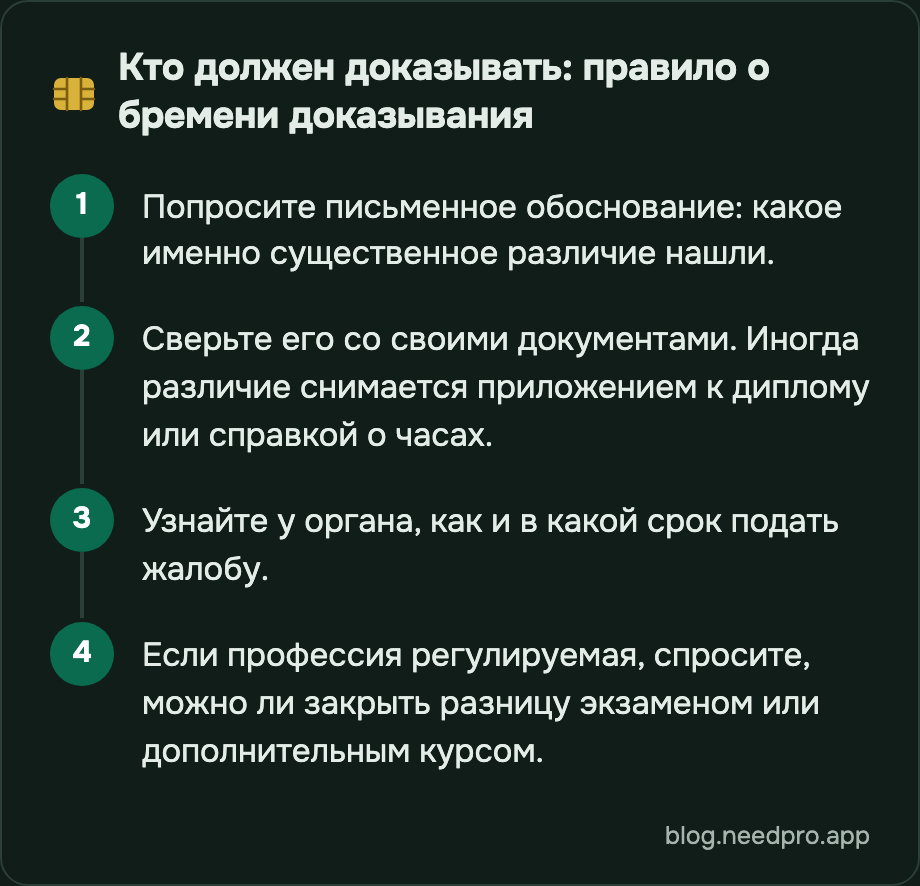 Кто должен доказывать: правило о
бремени доказывания
1
Попросите письменное обоснование: какое
именно существенное различие нашли.
2
Сверьте его со своими документами. Иногда
различие снимается приложением к диплому
или справкой о часах.
3
Узнайте у органа, как и в какой срок подать
жалобу.
4
Если профессия регулируемая, спросите,
можно ли закрыть разницу экзаменом или
дополнительным курсом.
blog.needpro.app